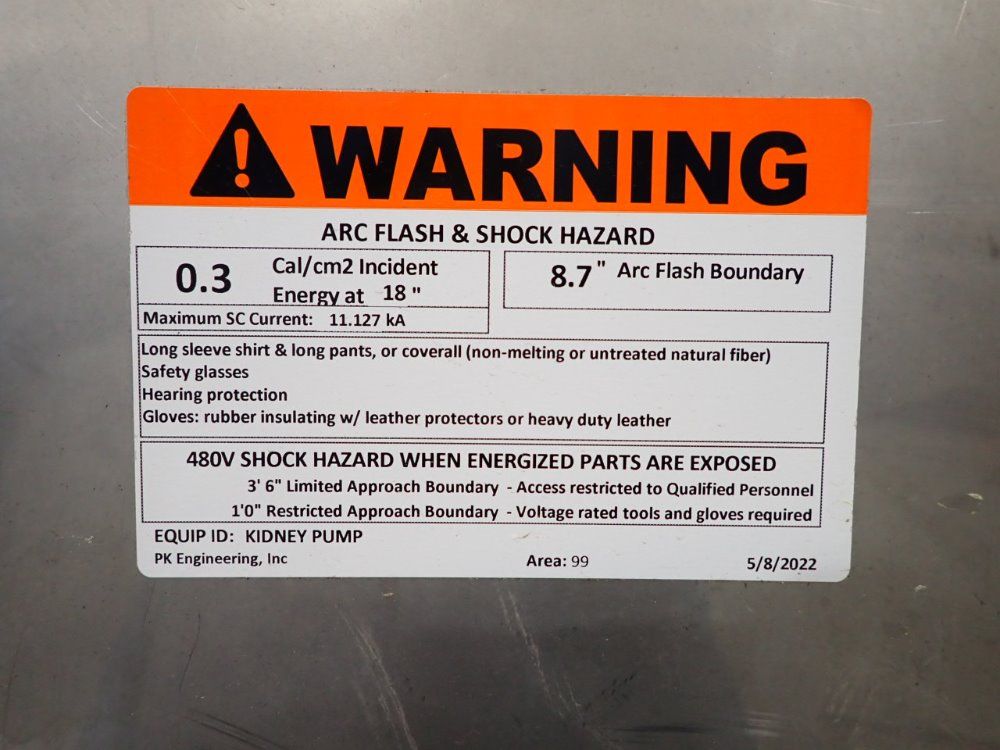 WARNING
ARC FLASH & SHOCK HAZARD
0.3 Cal/cm2 Incident
Energy at 18 "
8.7 " Arc Flash Boundary
Maximum SC Current: 11.127 kA
Long sleeve shirt & long pants, or coverall (non-melting or untreated natural fiber)
Safety glasses
Hearing protection
Gloves: rubber insulating w/ leather protectors or heavy duty leather
480V SHOCK HAZARD WHEN ENERGIZED PARTS ARE EXPOSED
3' 6" Limited Approach Boundary - Access restricted to Qualified Personnel
1'0" Restricted Approach Boundary - Voltage rated tools and gloves required
EQUIP ID: KIDNEY PUMP
PK Engineering, Inc Area: 99 5/8/2022